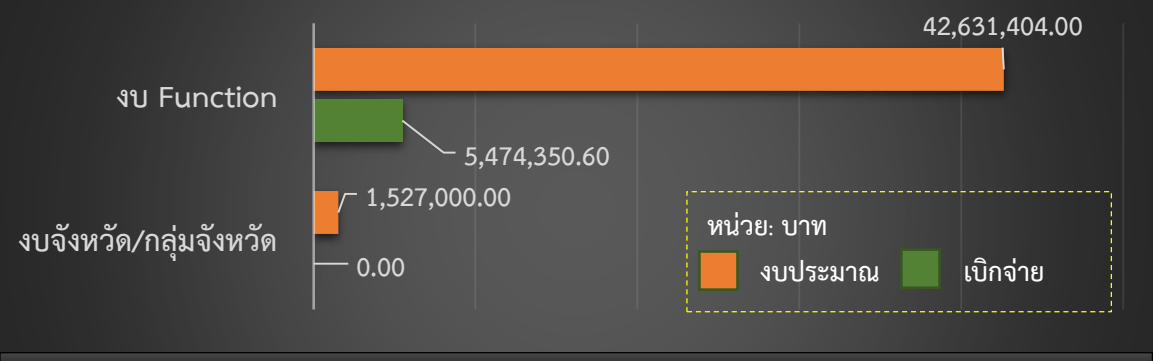 42,631,404.00
งบ Function
5,474,350.60
1,527,000.00
งบจังหวัด/กลุ่มจังหวัด
0.00
หน่วย: บาท
งบประมาณ เบิกจ่าย